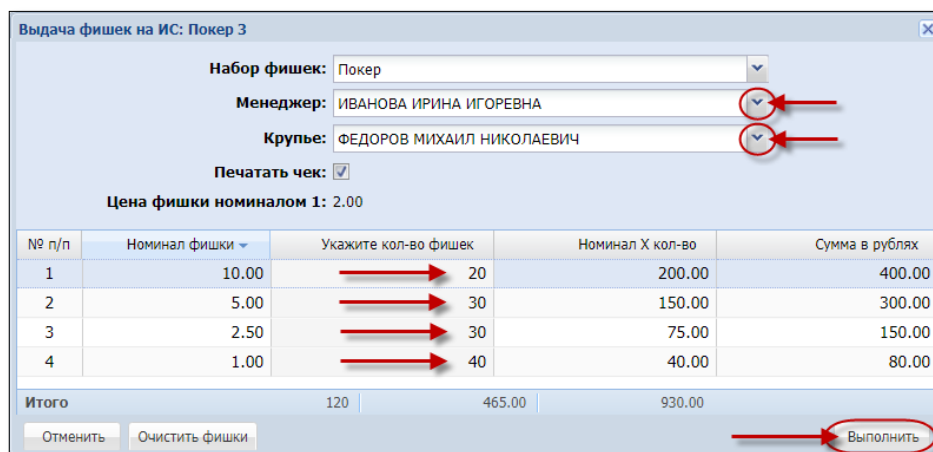 Выдача фишек на ИС: Покер 3
Набор фишек: Покер
Менеджер: ИВАНОВА ИРИНА ИГОРЕВНА
Крупье: ФЕДОРОВ МИХАИЛ НИКОЛАЕВИЧ
Печатать чек:
Цена фишки номиналом 1: 2.00
№ п/п Номинал фишки Укажите кол-во фишек Номинал X кол-во Сумма в рублях
1 10.00 20 200.00 400.00
2 5.00 30 150.00 300.00
3 2.50 30 75.00 150.00
4 1.00 40 40.00 80.00
Итого 120 465.00 930.00
Отменить Очистить фишки Выполнить